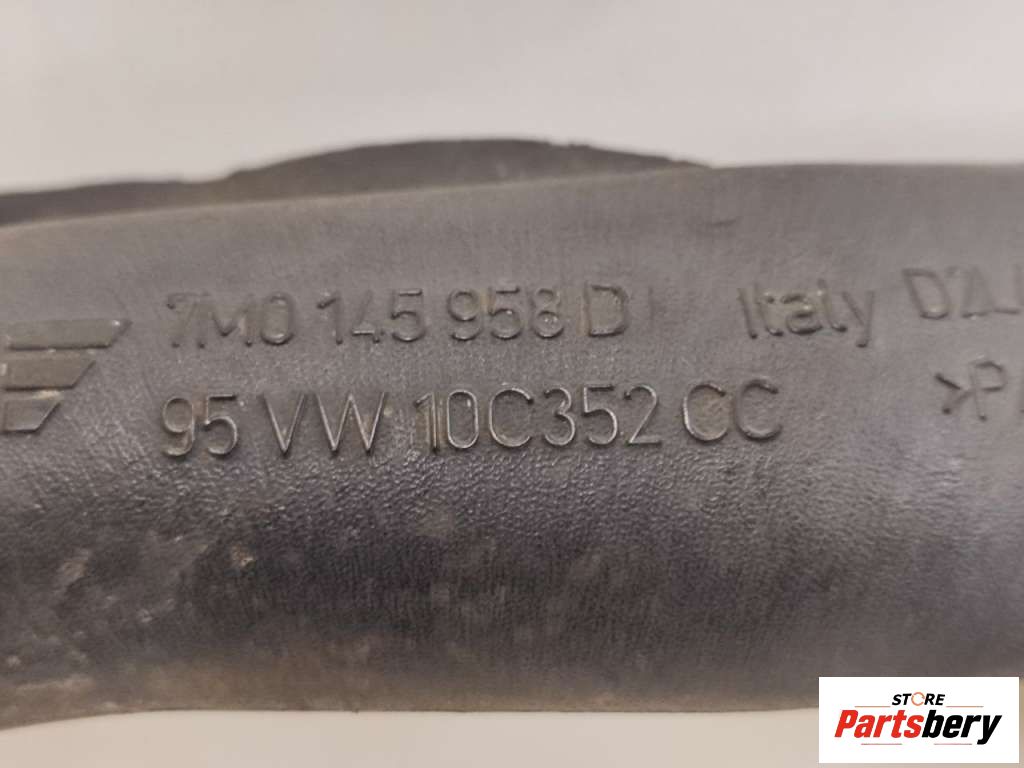 7M0 145 958 D Italy
95 VW 10C352 CC
STORE
Partsbery